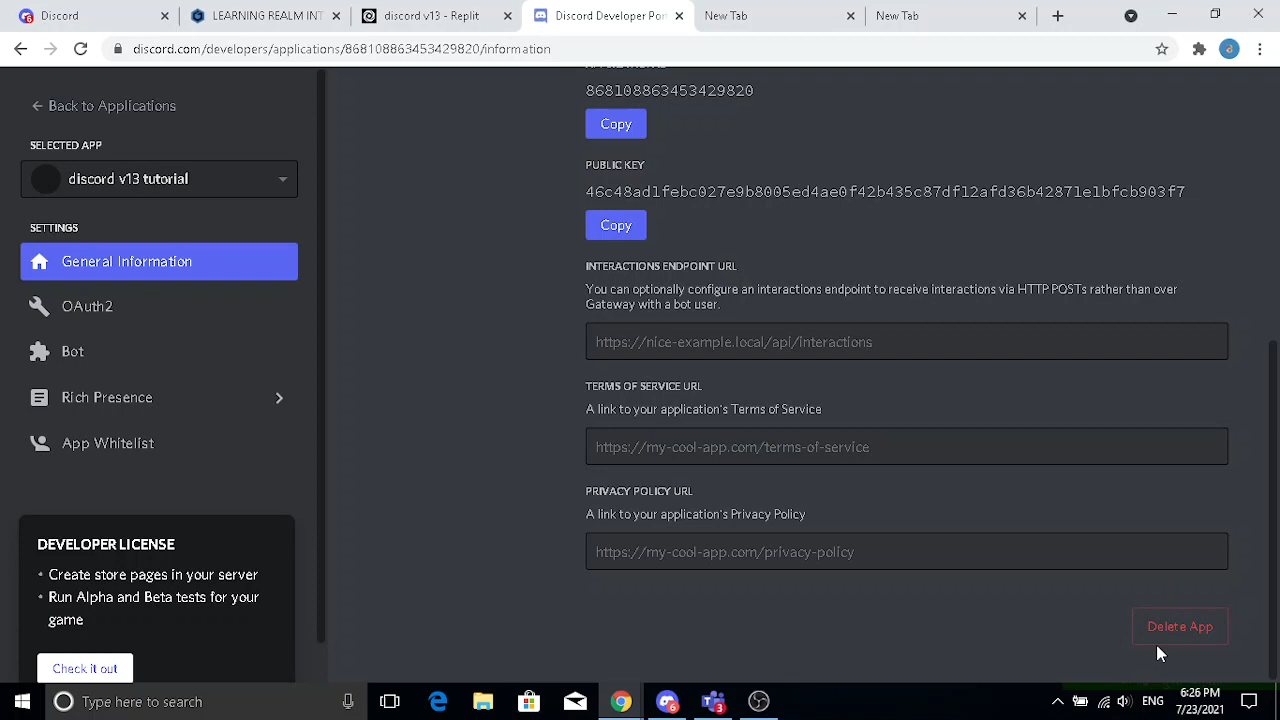 Discord
LEARNING REALM INT
discord v13 - Replit
Discord Developer Por
New Tab
New Tab
discord.com/developers/applications/868108863453429820/information
Back to Applications
SELECTED APP
discord v13 tutorial
SETTINGS
General Information
OAuth2
Bot
Rich Presence
App Whitelist
DEVELOPER LICENSE
• Create store pages in your server
• Run Alpha and Beta tests for your
game
Check it out
868108863453429820
Copy
PUBLIC KEY
46c48ad1febc027e9b8005ed4ae0f42b435c87df12afd36b42871e1bfcb903f7
Copy
INTERACTIONS ENDPOINT URL
You can optionally configure an interactions endpoint to receive interactions via HTTP POSTs rather than over
Gateway with a bot user.
https://nice-example.local/api/interactions
TERMS OF SERVICE URL
A link to your application's Terms of Service
https://my-cool-app.com/terms-of-service
PRIVACY POLICY URL
A link to your application's Privacy Policy
https://my-cool-app.com/privacy-policy
Delete App
Type here to search
6
3
ENG
6:26 PM
7/23/2021